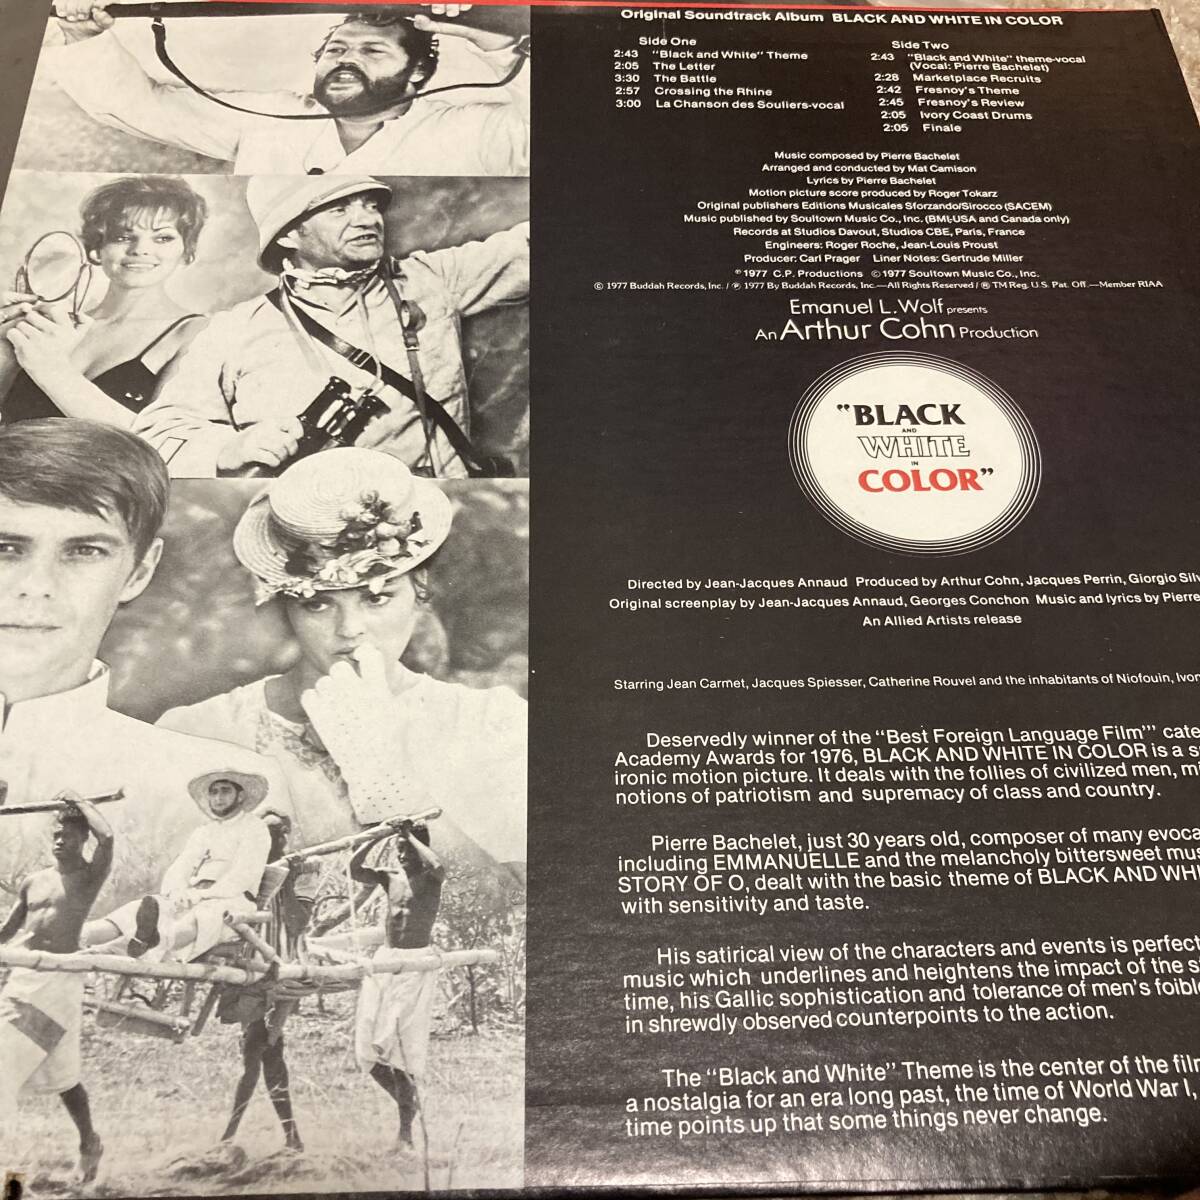 Original Soundtrack Album BLACK AND WHITE IN COLOR
Side One
2:43 "Black and White" Theme
2:05 The Letter
3:30 The Battle
2:57 Crossing the Rhine
3:00 La Chanson des Souliers-vocal
Side Two
2:43 "Black and White" theme-vocal
(Vocal: Pierre Bachelet)
2:28 Marketplace Recruits
2:42 Fresnoy's Theme
2:45 Fresnoy's Review
2:05 Ivory Coast Drums
2:05 Finale
Music composed by Pierre Bachelet
Arranged and conducted by Mat Camison
Lyrics by Pierre Bachelet
Motion picture score produced by Roger Tokarz
Original publishers Editions Musicales Sforzando/Sirocco (SACEM)
Music published by Soultown Music Co., Inc. (BMI-USA and Canada only)
Records at Studios Davout, Studios CBE, Paris, France
Engineers: Roger Roche, Jean-Louis Proust
Producer: Carl Prager Liner Notes: Gertrude Miller
℗ 1977 C.P. Productions © 1977 Soultown Music Co., Inc.
© 1977 Buddah Records, Inc. / ℗ 1977 By Buddah Records, Inc.—All Rights Reserved / ® TM Reg. U.S. Pat. Off.—Member RIAA
Emanuel L. Wolf presents
An Arthur Cohn Production
"BLACK
AND
WHITE
IN
COLOR"
Directed by Jean-Jacques Annaud Produced by Arthur Cohn, Jacques Perrin, Giorgio
Original screenplay by Jean-Jacques Annaud, Georges Conchon Music and lyrics by Pierre
An Allied Artists release
Starring Jean Carmet, Jacques Spiesser, Catherine Rouvel and the inhabitants of Niofouin,
Deservedly winner of the "Best Foreign Language Film'"
Academy Awards for 1976, BLACK AND WHITE IN COLOR is a
ironic motion picture. It deals with the follies of civilized men,
notions of patriotism and supremacy of class and country.
Pierre Bachelet, just 30 years old, composer of many
including EMMANUELLE and the melancholy bittersweet
STORY OF O, dealt with the basic theme of BLACK AND
with sensitivity and taste.
His satirical view of the characters and events is
music which underlines and heightens the impact of the
time, his Gallic sophistication and tolerance of men's
in shrewdly observed counterpoints to the action.
The "Black and White" Theme is the center of the
a nostalgia for an era long past, the time of World War I,
time points up that some things never change.